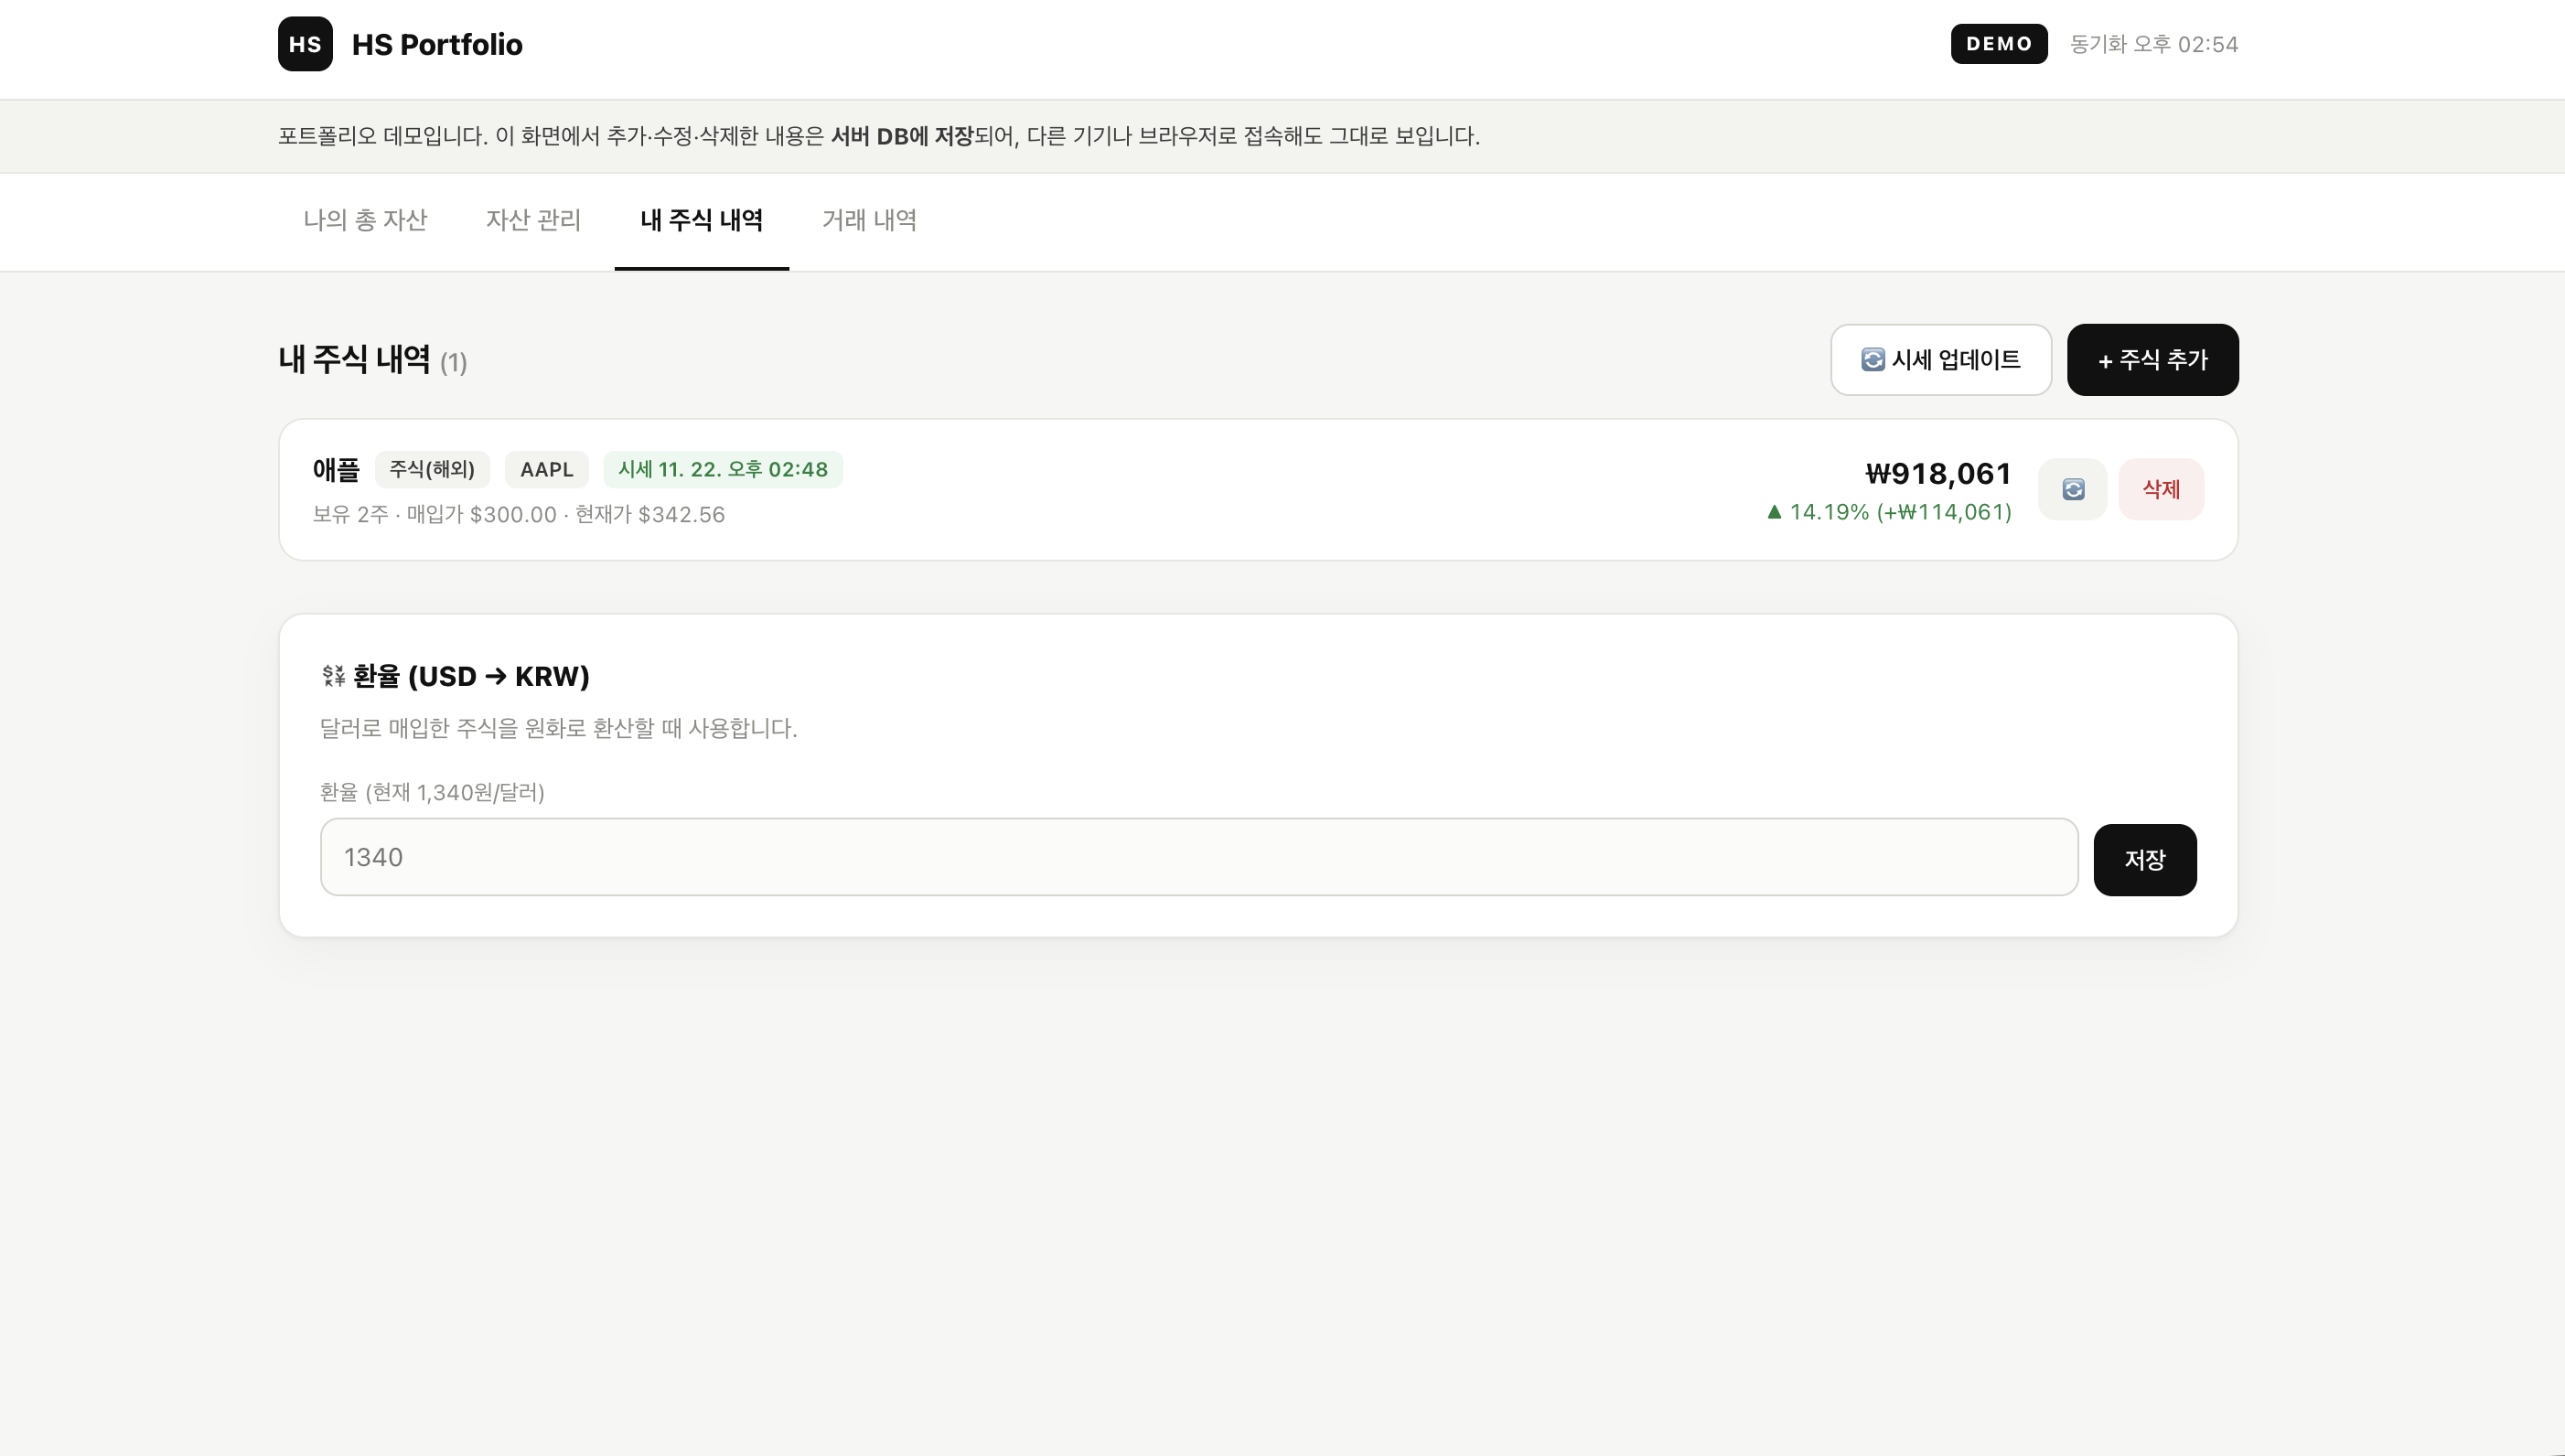 HS HS Portfolio
DEMO 동기화 오후 02:54
포트폴리오 데모입니다. 이 화면에서 추가·수정·삭제한 내용은 서버 DB에 저장되어, 다른 기기나 브라우저로 접속해도 그대로 보입니다.
나의 총 자산 자산 관리 내 주식 내역 거래 내역
내 주식 내역 (1)
🔄 시세 업데이트 + 주식 추가
애플 주식(해외) AAPL 시세 11. 22. 오후 02:48
보유 2주 · 매입가 $300.00 · 현재가 $342.56
₩918,061
▲ 14.19% (+₩114,061)
🔄 삭제
💱 환율 (USD → KRW)
달러로 매입한 주식을 원화로 환산할 때 사용합니다.
환율 (현재 1,340원/달러)
1340
저장